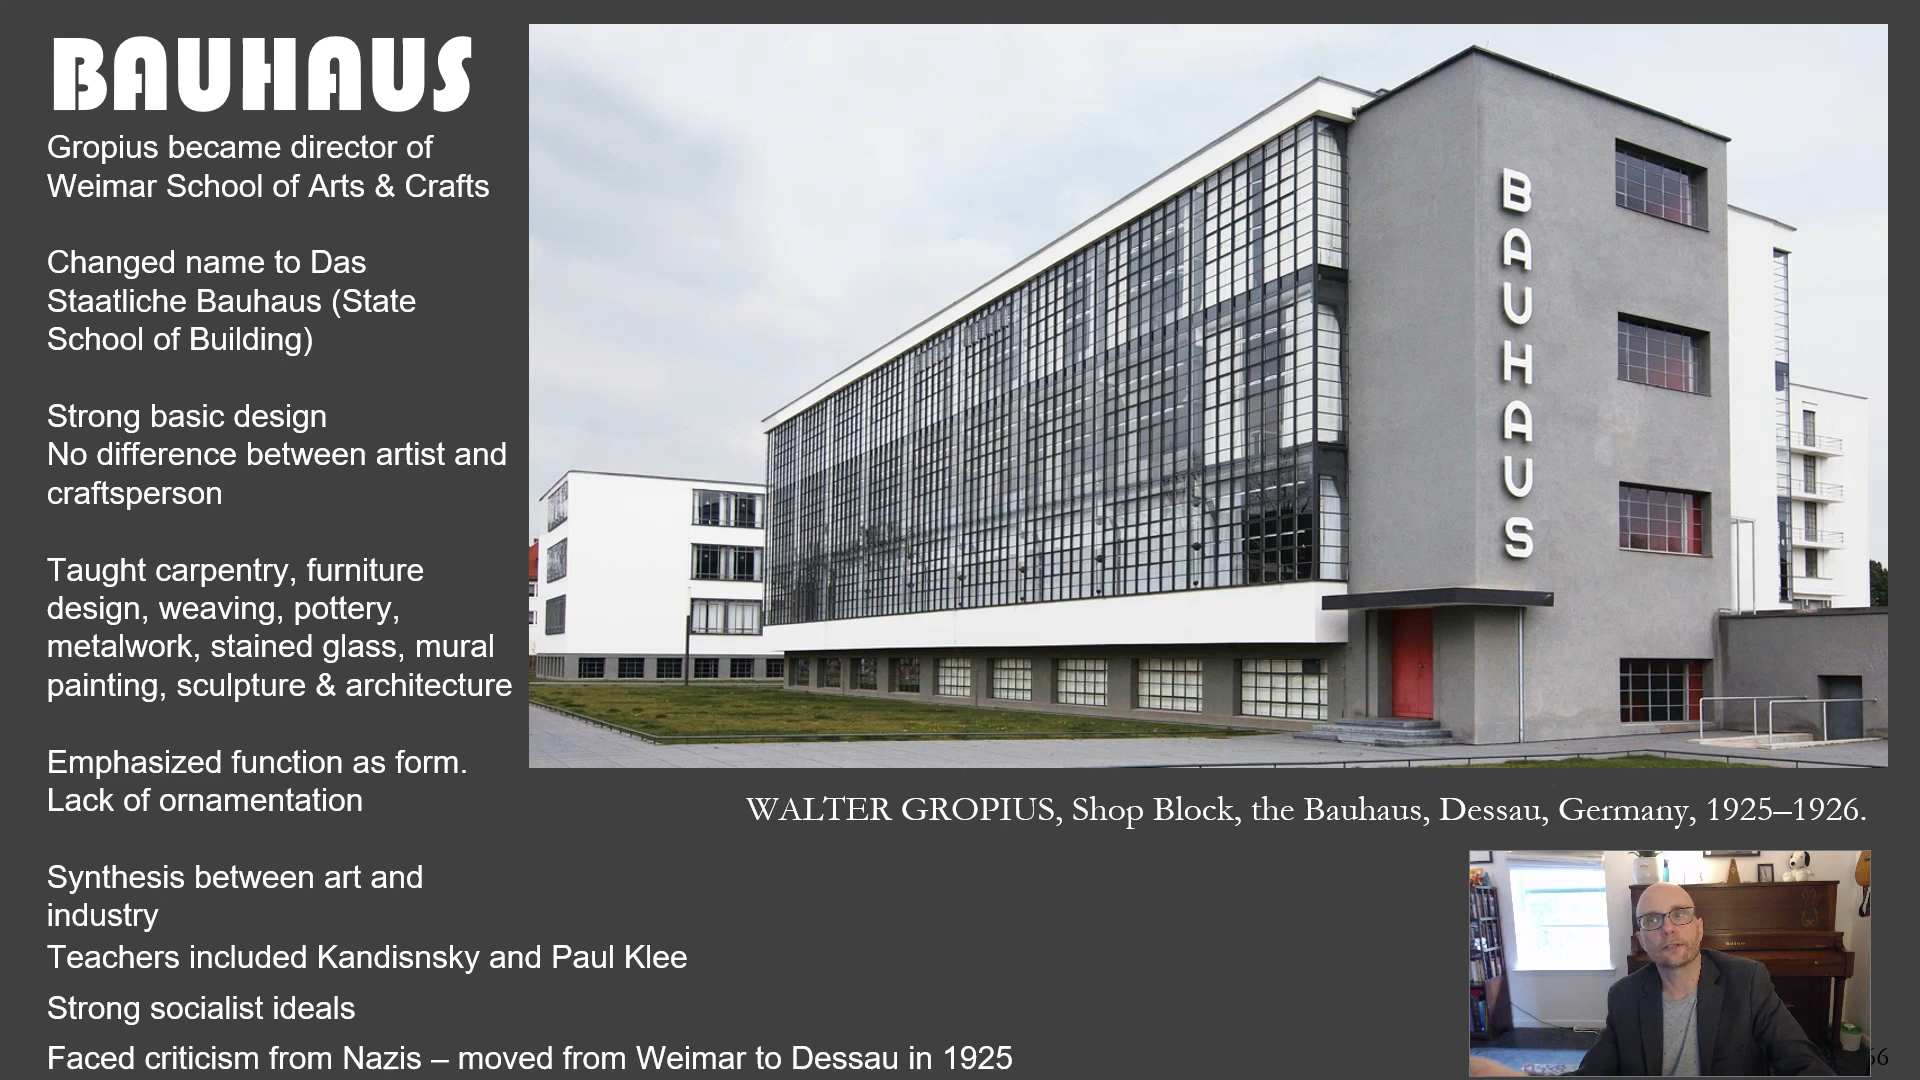 BAUHAUS
Gropius became director of
Weimar School of Arts & Crafts
Changed name to Das
Staatliche Bauhaus (State
School of Building)
Strong basic design
No difference between artist and
craftsperson
Taught carpentry, furniture
design, weaving, pottery,
metalwork, stained glass, mural
painting, sculpture & architecture
Emphasized function as form.
Lack of ornamentation
Synthesis between art and
industry
Teachers included Kandisnsky and Paul Klee
Strong socialist ideals
Faced criticism from Nazis – moved from Weimar to Dessau in 1925
BAUHAUS
WALTER GROPIUS, Shop Block, the Bauhaus, Dessau, Germany, 1925–1926.